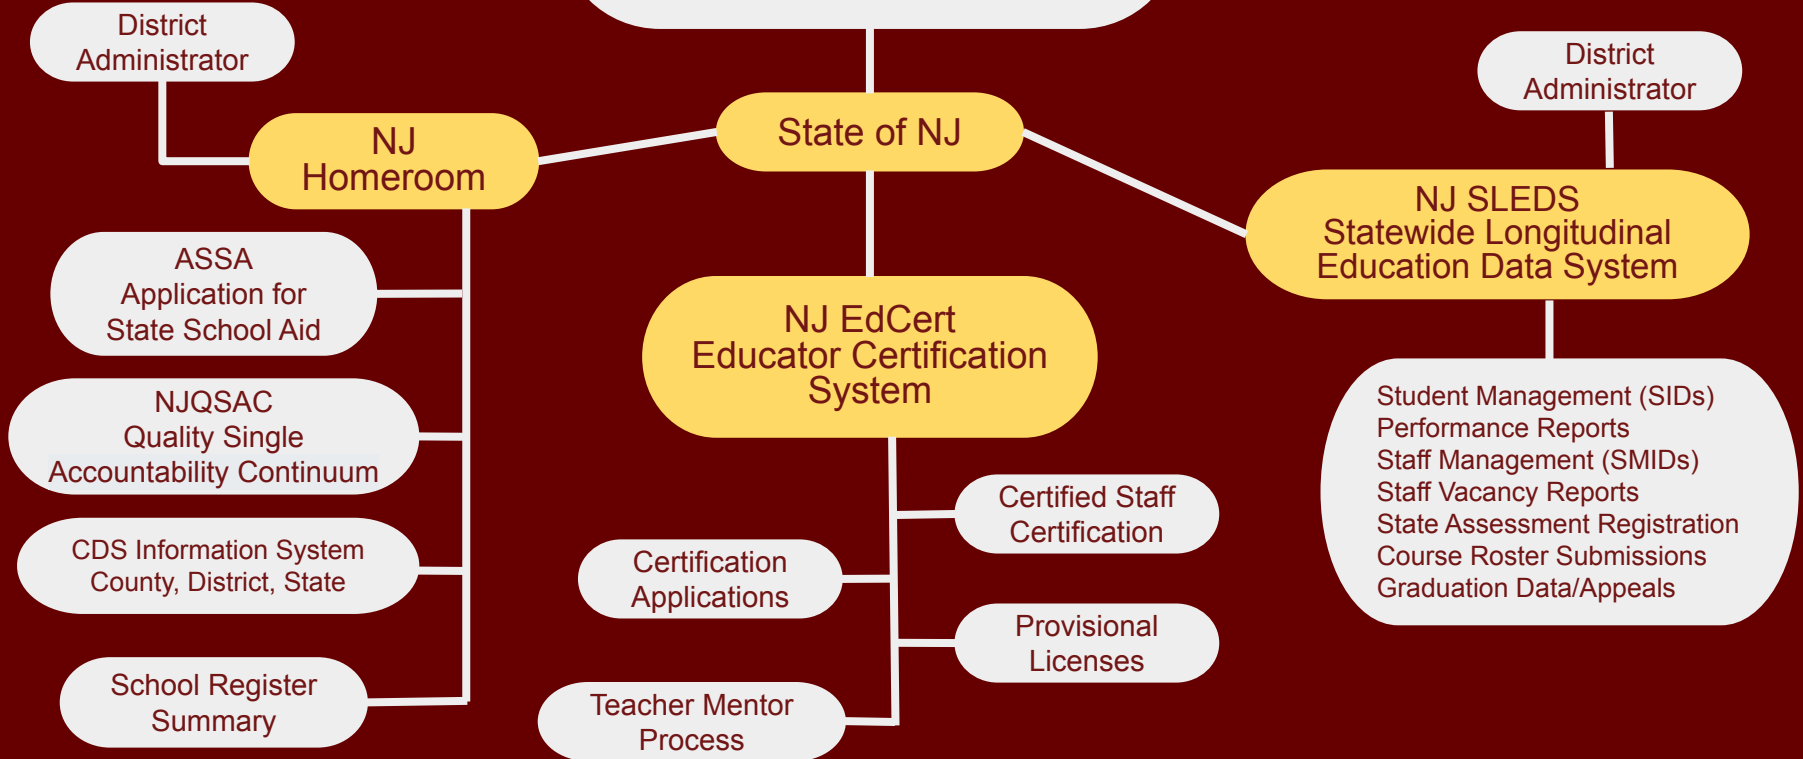 District
Administrator
State of NJ
District
Administrator
NJ
Homeroom
NJ SLEDS
Statewide Longitudinal
Education Data System
ASSA
Application for
State School Aid
NJ EdCert
Educator Certification
System
NJQSAC
Quality Single
Accountability Continuum
Student Management (SIDs)
Performance Reports
Staff Management (SMIDs)
Staff Vacancy Reports
State Assessment Registration
Course Roster Submissions
Graduation Data/Appeals
CDS Information System
County, District, State
Certified Staff
Certification
Certification
Applications
Provisional
Licenses
School Register
Summary
Teacher Mentor
Process